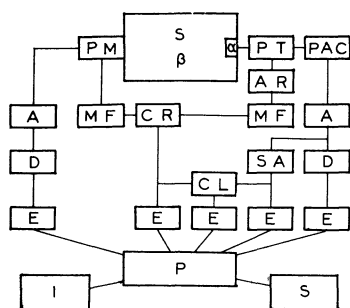 S
PM α PT PAC
β
AR
A MF CR MF A
D SA D
CL
E E E E E
P
I S